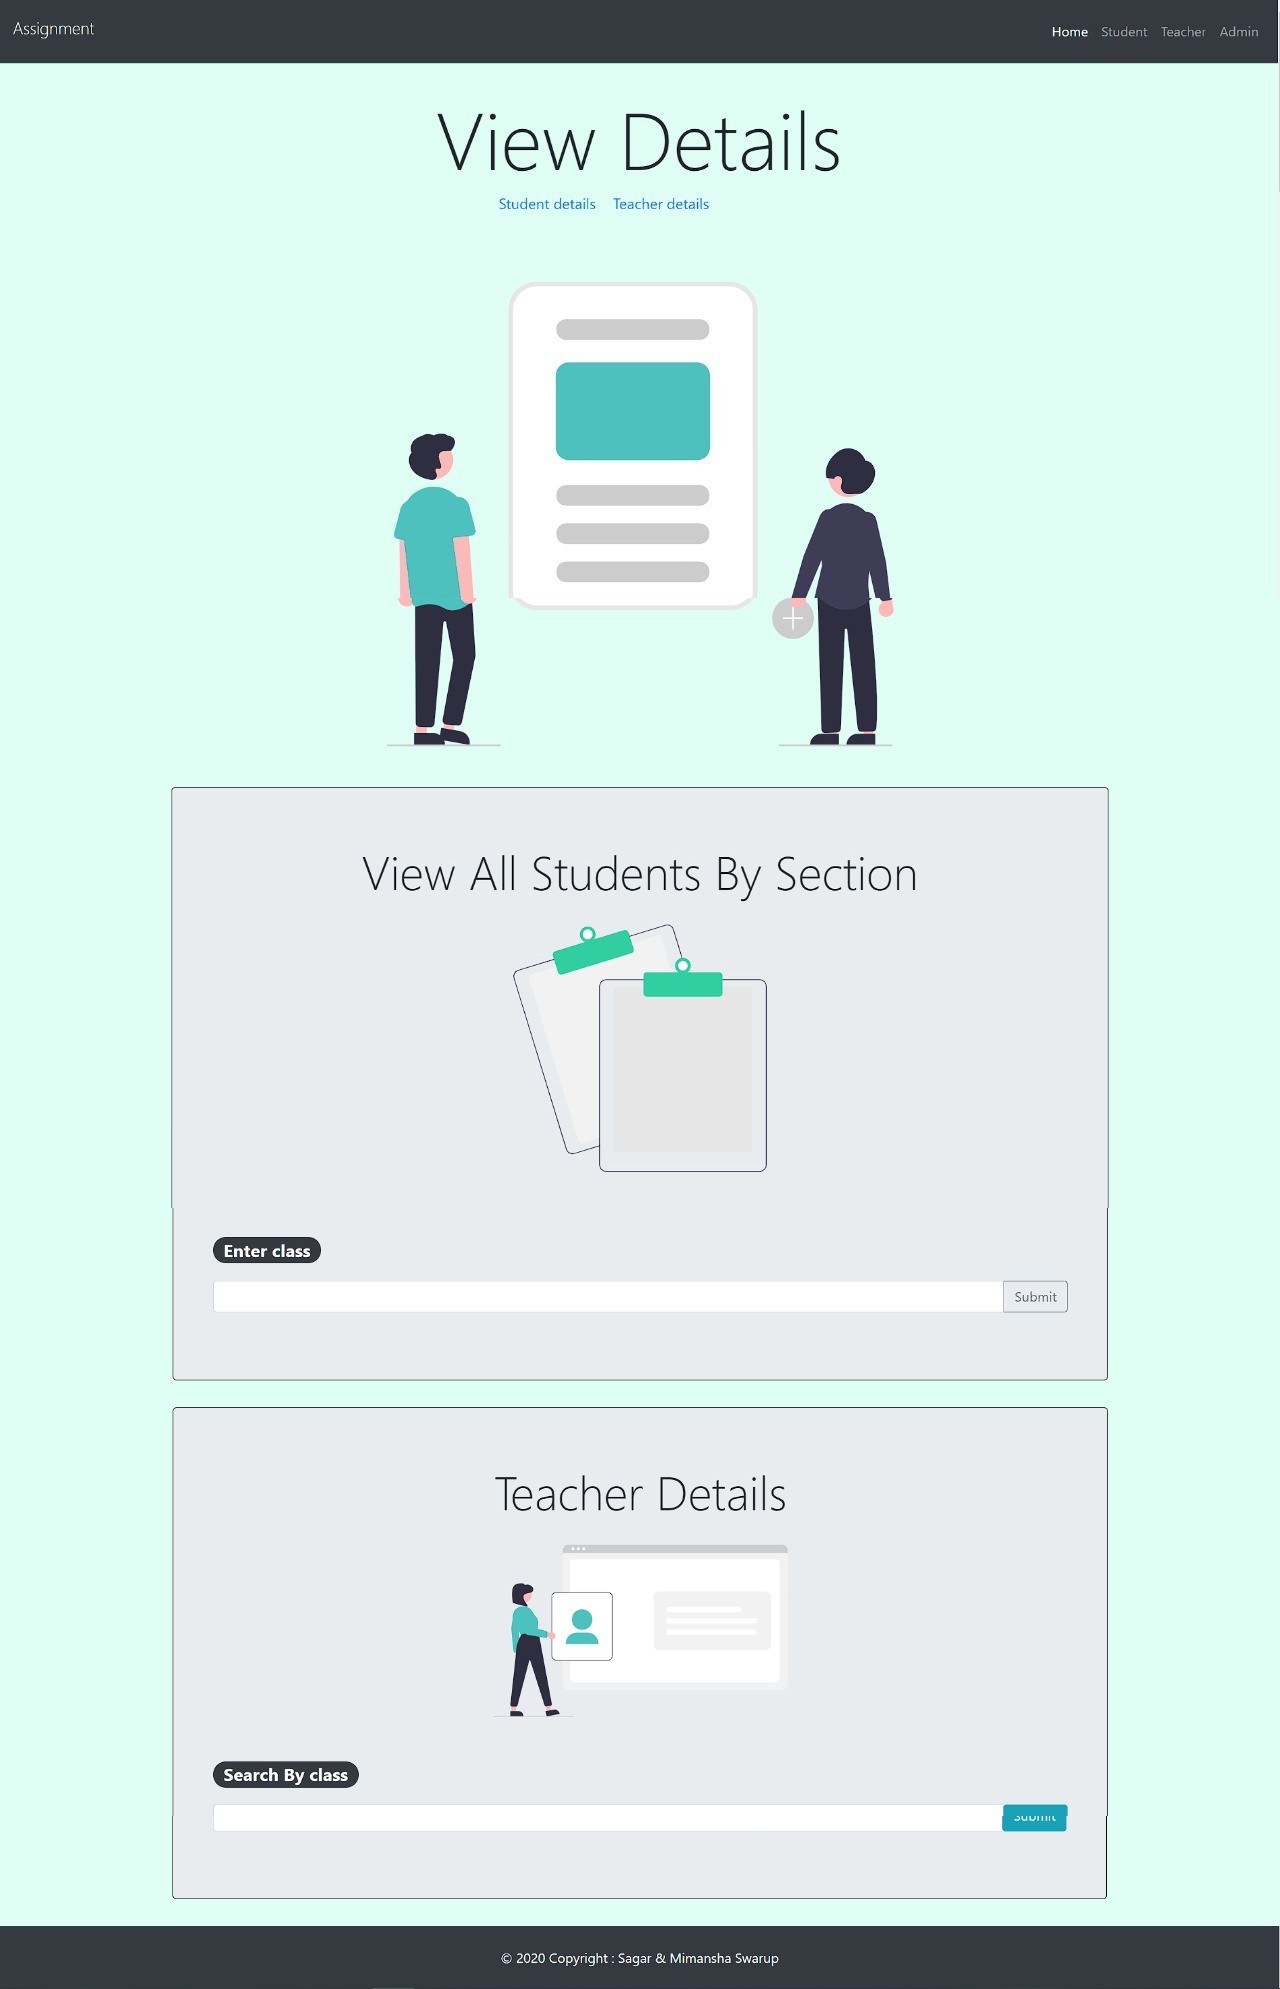 Assignment
Home Student Teacher Admin
View Details
Student details Teacher details
View All Students By Section
Enter class
Submit
Teacher Details
Search By class
Submit
© 2020 Copyright : Sagar & Mimansha Swarup